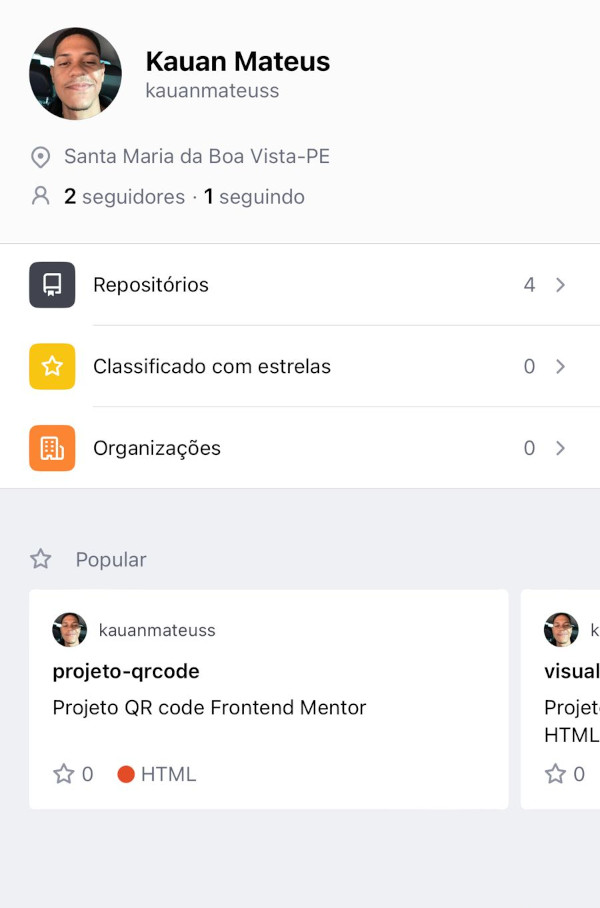 Kauan Mateus
kauanmateuss
Santa Maria da Boa Vista-PE
2 seguidores · 1 seguindo
Repositórios 4
Classificado com estrelas 0
Organizações 0
Popular
kauanmateuss
projeto-qrcode
Projeto QR code Frontend Mentor
0 HTML
k
visual
Projet
HTML
0